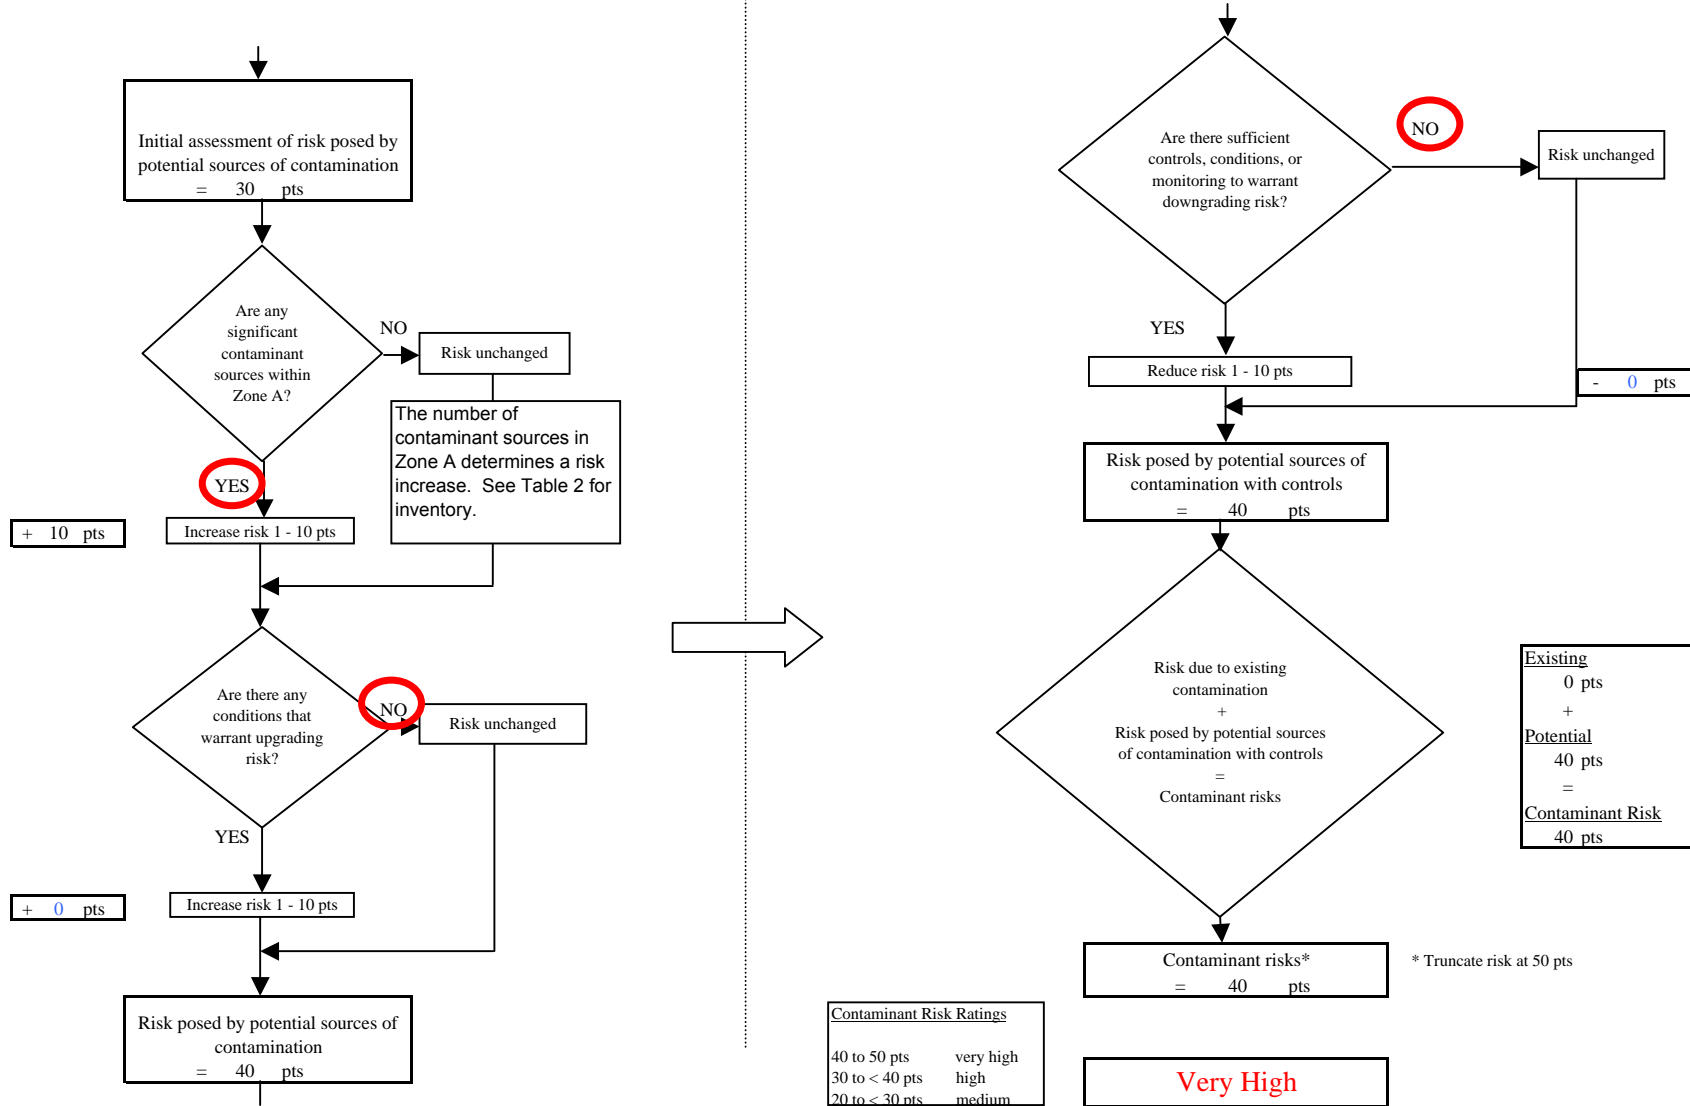 Initial assessment of risk posed by
potential sources of contamination
= 30 pts
Are any
significant
contaminant
sources within
Zone A?
NO
Risk unchanged
The number of
contaminant sources in
Zone A determines a risk
increase. See Table 2 for
inventory.
YES
+ 10 pts
Increase risk 1 - 10 pts
Are there any
conditions that
warrant upgrading
risk?
NO
Risk unchanged
YES
+ 0 pts
Increase risk 1 - 10 pts
Risk posed by potential sources of
contamination
= 40 pts
Are there sufficient
controls, conditions, or
monitoring to warrant
downgrading risk?
NO
Risk unchanged
YES
Reduce risk 1 - 10 pts
- 0 pts
Risk posed by potential sources of
contamination with controls
= 40 pts
Risk due to existing
contamination
+
Risk posed by potential sources
of contamination with controls
=
Contaminant risks
Existing
0 pts
+
Potential
40 pts
=
Contaminant Risk
40 pts
Contaminant risks*
= 40 pts
* Truncate risk at 50 pts
Contaminant Risk Ratings
40 to 50 pts very high
30 to < 40 pts high
20 to < 30 pts medium
Very High